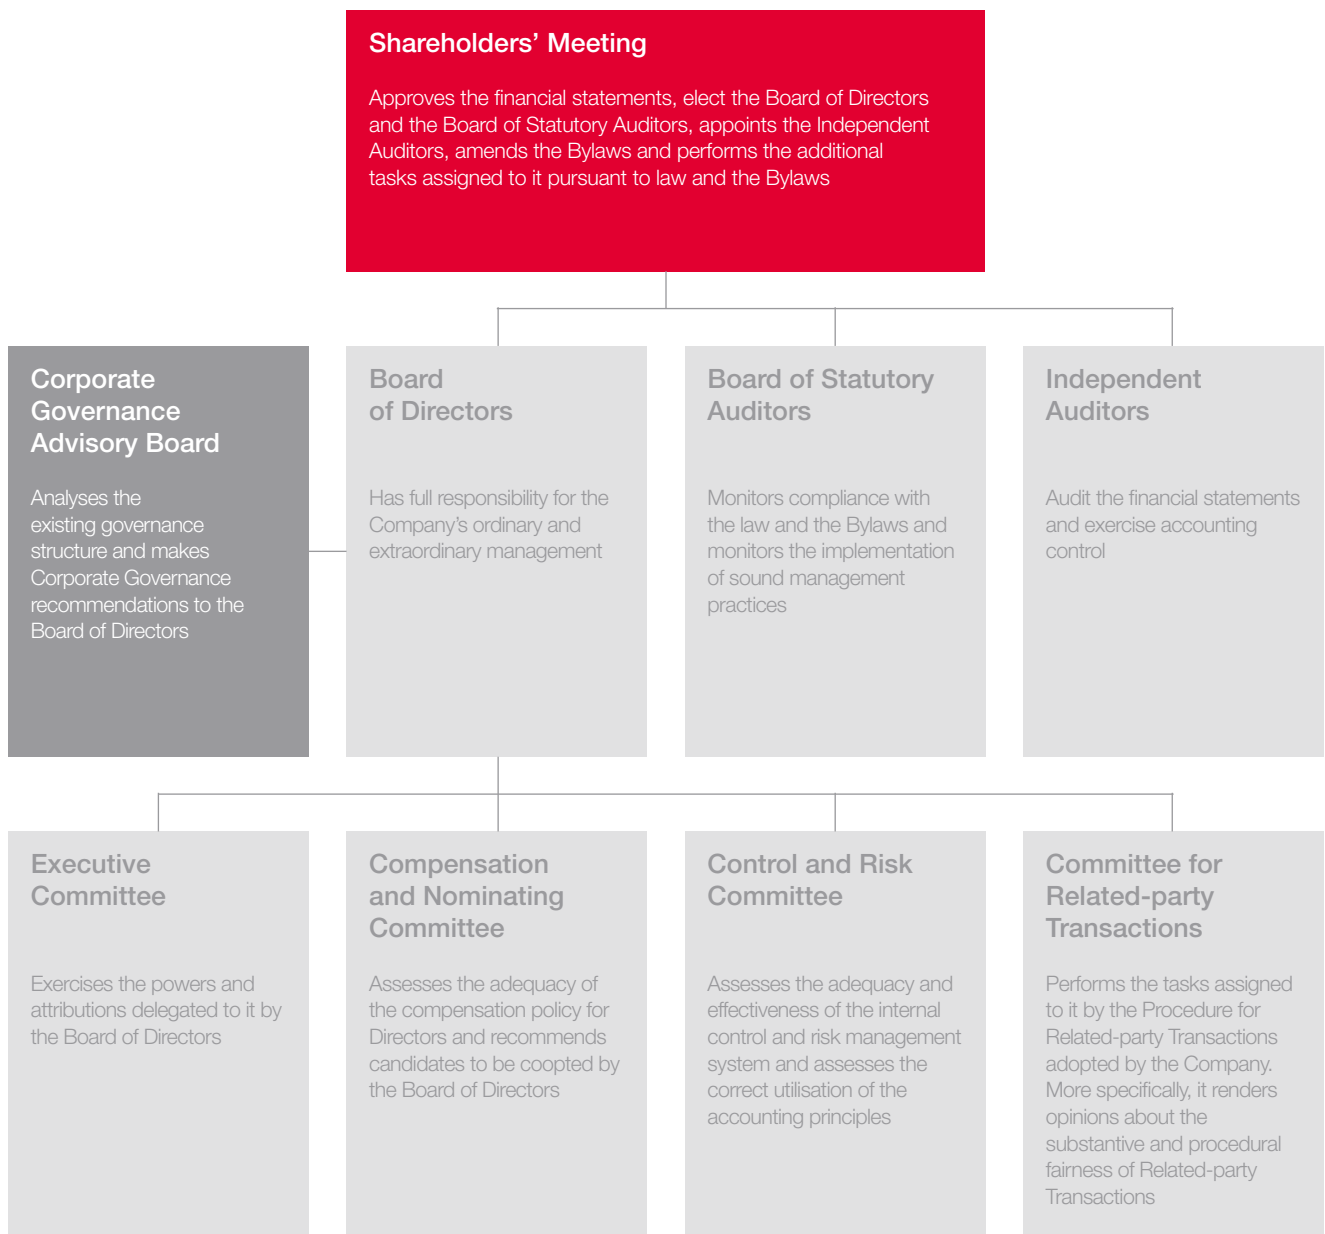 Shareholders’ Meeting
Approves the financial statements, elect the Board of Directors
and the Board of Statutory Auditors, appoints the Independent
Auditors, amends the Bylaws and performs the additional
tasks assigned to it pursuant to law and the Bylaws
Corporate
Governance
Advisory Board
Analyses the
existing governance
structure and makes
Corporate Governance
recommendations to the
Board of Directors
Board
of Directors
Has full responsibility for the
Company’s ordinary and
extraordinary management
Board of Statutory
Auditors
Monitors compliance with
the law and the Bylaws and
monitors the implementation
of sound management
practices
Independent
Auditors
Audit the financial statements
and exercise accounting
control
Executive
Committee
Exercises the powers and
attributions delegated to it by
the Board of Directors
Compensation
and Nominating
Committee
Assesses the adequacy of
the compensation policy for
Directors and recommends
candidates to be coopted by
the Board of Directors
Control and Risk
Committee
Assesses the adequacy and
effectiveness of the internal
control and risk management
system and assesses the
correct utilisation of the
accounting principles
Committee for
Related-party
Transactions
Performs the tasks assigned
to it by the Procedure for
Related-party Transactions
adopted by the Company.
More specifically, it renders
opinions about the
substantive and procedural
fairness of Related-party
Transactions